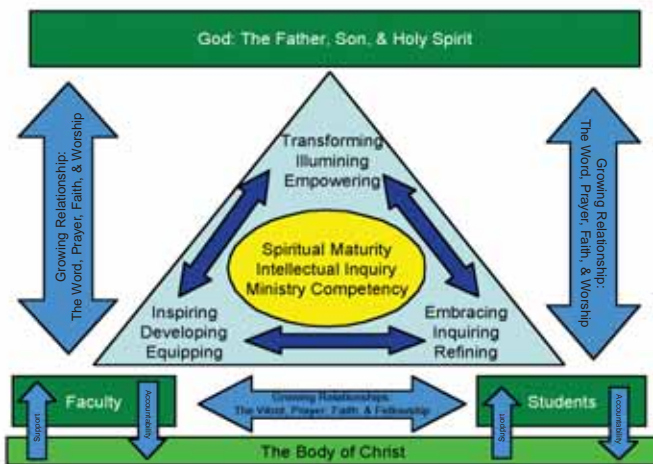 God: The Father, Son, & Holy Spirit
Growing Relationship:
The Word, Prayer, Faith, & Worship
Transforming
Illumining
Empowering
Growing Relationship:
The Word, Prayer, Faith, & Worship
Spiritual Maturity
Intellectual Inquiry
Ministry Competency
Inspiring
Developing
Equipping
Embracing
Inquiring
Refining
Faculty
Support
Accountability
Growing Relationships:
The Word, Prayer, Faith, & Fellowship
Students
Support
Accountability
The Body of Christ